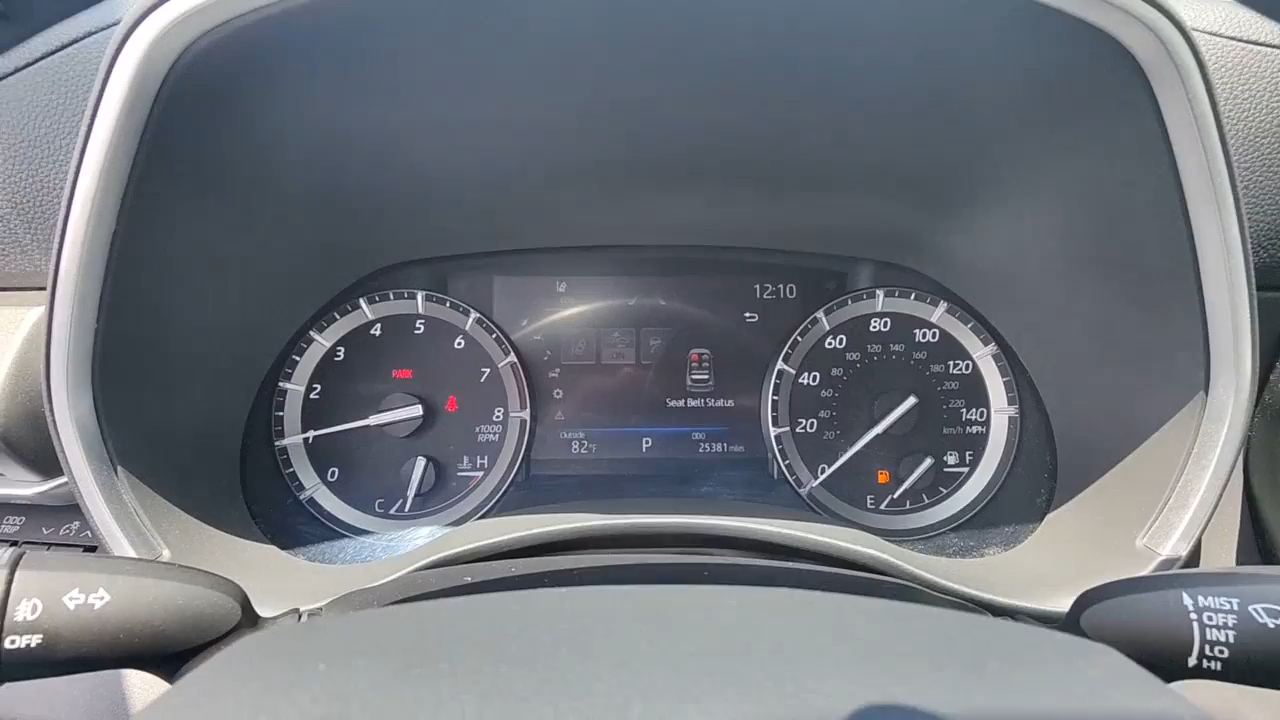 12:10
ON
Seat Belt Status
Outside
82°F
P
ODO
25381 miles
0
1
2
3
4
5
6
7
8
x1000
RPM
PARK
C
H
0
20
40
60
80
100
120
140
MPH
km/h
20
40
60
80
100
120
140
160
180
200
220
E
F
ODO
TRIP
OFF
MIST
OFF
INT
LO
HI